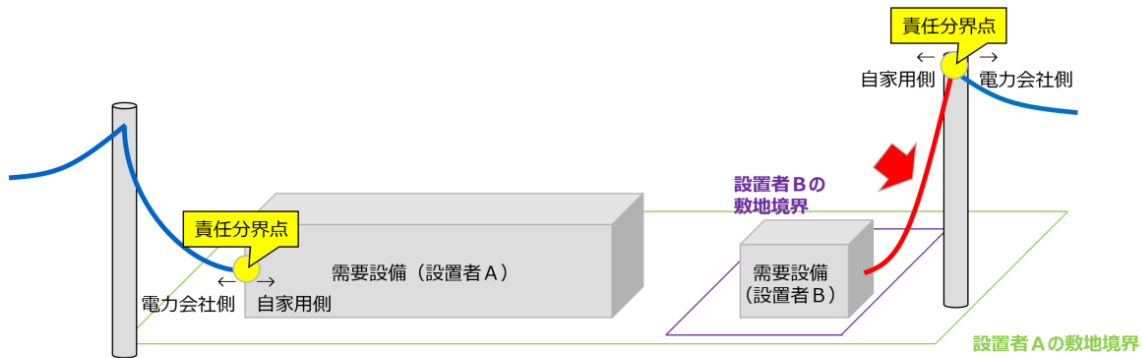 責任分界点
← →
自家用側 電力会社側
設置者Bの
敷地境界
責任分界点
需要設備（設置者A）
需要設備
（設置者B）
← →
電力会社側 自家用側
設置者Aの敷地境界